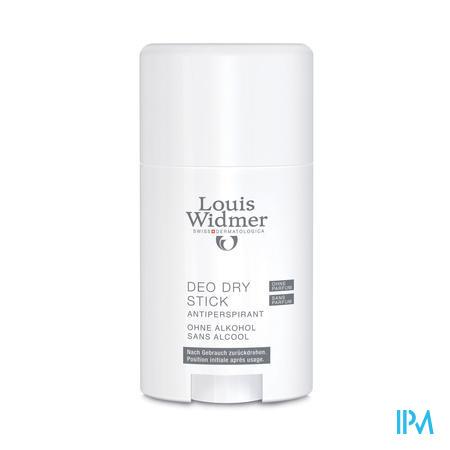 Louis
Widmer
SWISS DERMATOLOGICA
DEO DRY
STICK
OHNE
PARFUM
SANS
PARFUM
ANTIPERSPIRANT
OHNE ALKOHOL
SANS ALCOOL
Nach Gebrauch zurückdrehen.
Position initiale après usage.
IPM